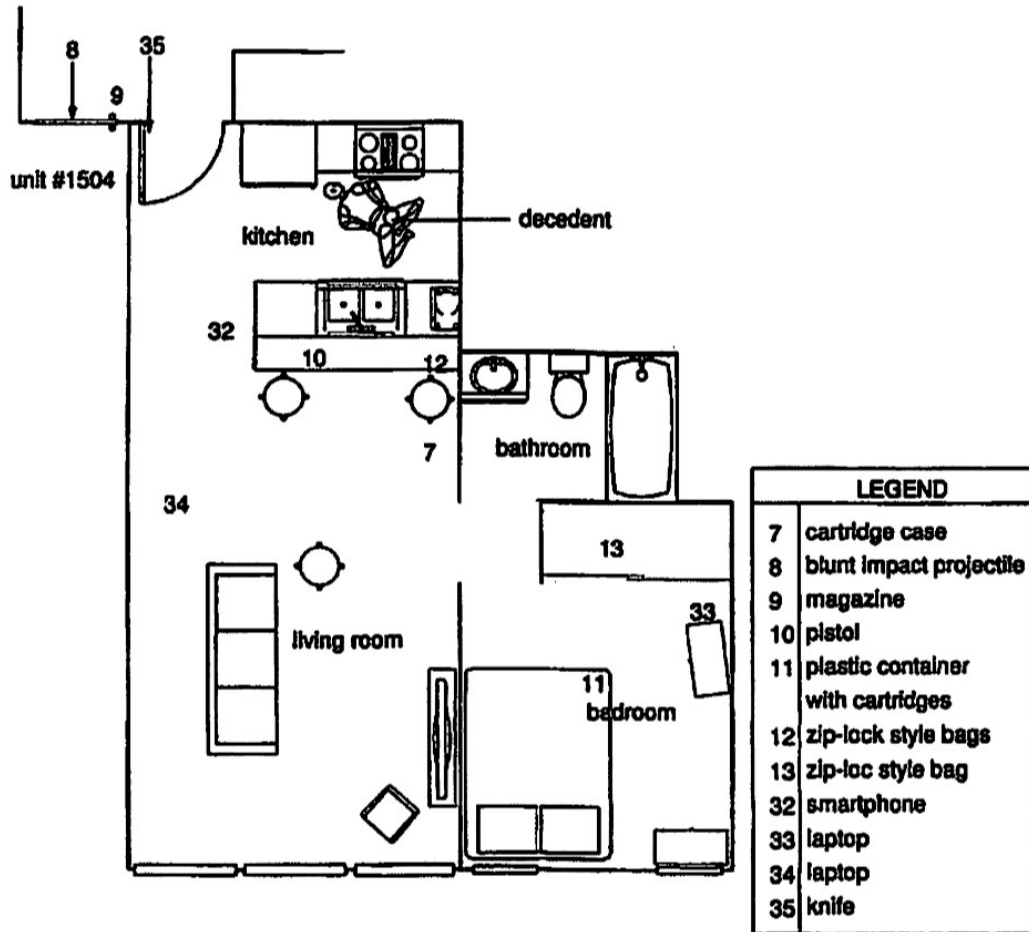 8
35
9
unit #1504
decedent
kitchen
32
10
12
7
bathroom
34
13
living room
33
11
badroom
LEGEND
7 cartridge case
8 blunt impact projectile
9 magazine
10 pistol
11 plastic container
with cartridges
12 zip-lock style bags
13 zip-loc style bag
32 smartphone
33 laptop
34 laptop
35 knife